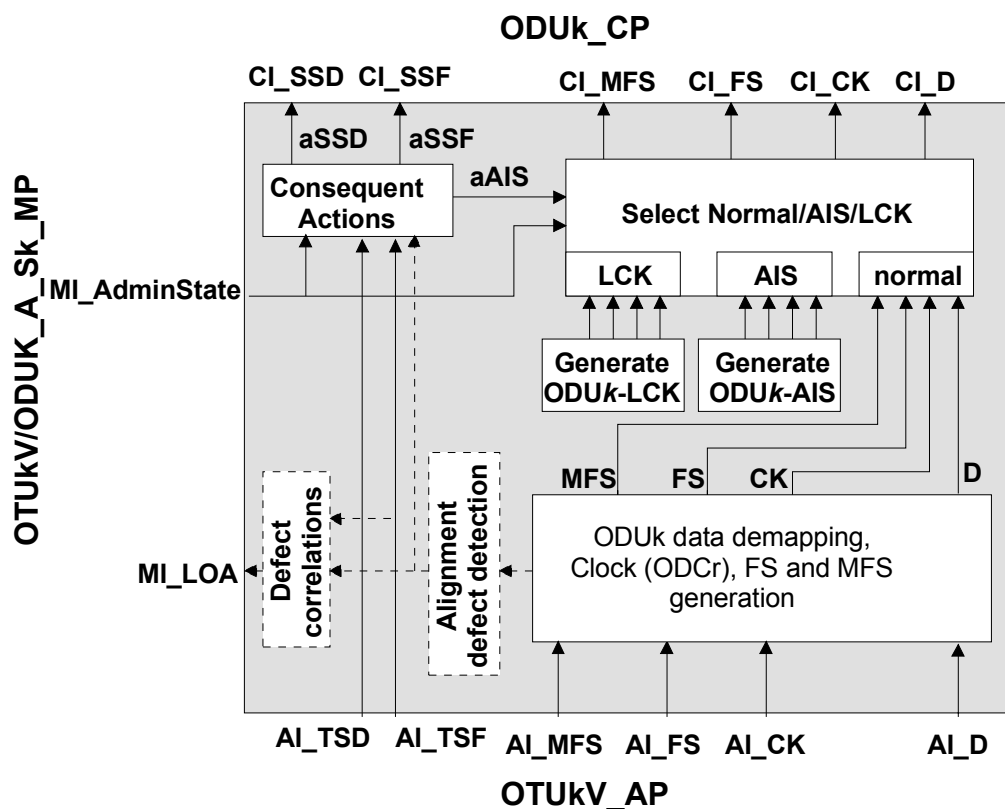 ODUk_CP
CI_SSD CI_SSF CI_MFS CI_FS CI_CK CI_D
aSSD aSSF
aAIS
Consequent
Actions
Select Normal/AIS/LCK
OTUkV/ODUK_A_Sk_MP
MI_AdminState
LCK AIS normal
Generate
ODUk-LCK
Generate
ODUk-AIS
MFS FS CK D
Defect
correlations
Alignment
defect detection
ODUk data demapping,
Clock (ODCr), FS and MFS
generation
MI_LOA
AI_TSD AI_TSF AI_MFS AI_FS AI_CK AI_D
OTUkV_AP